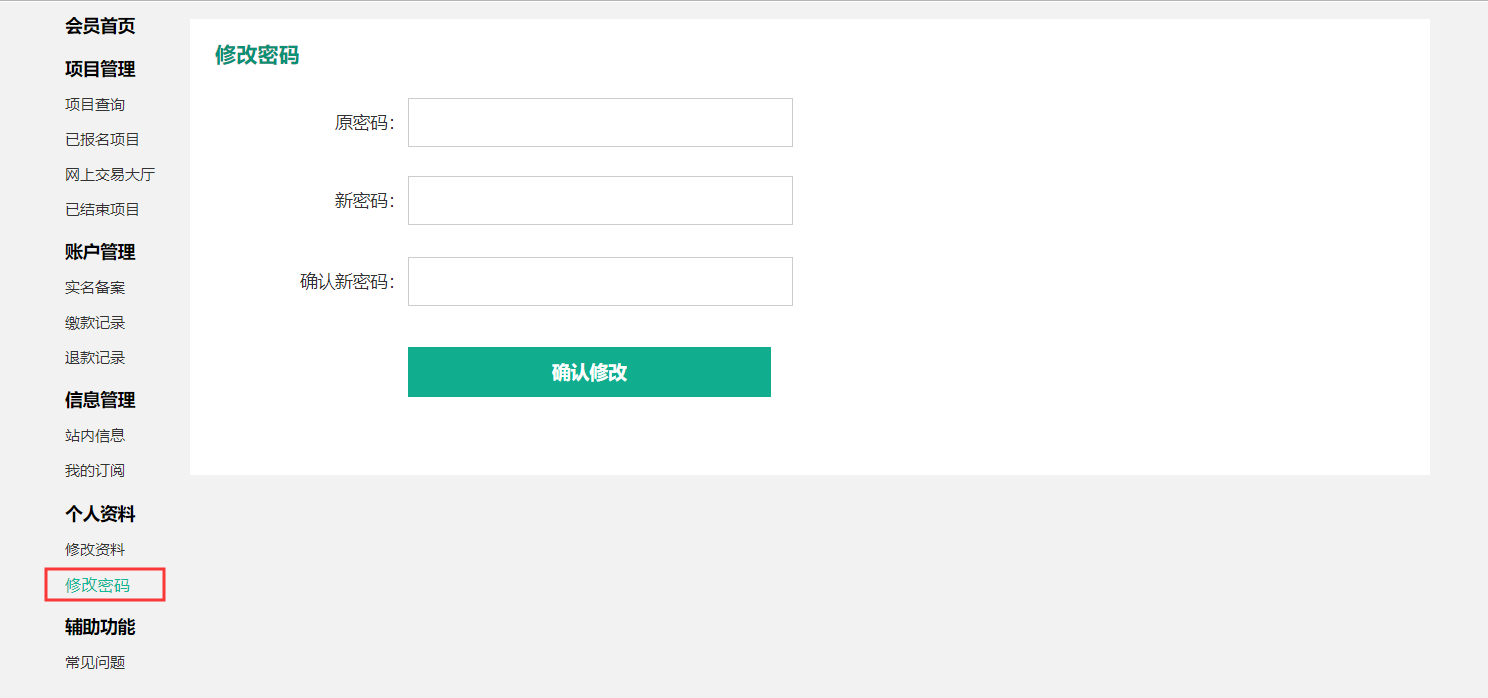 会员首页
项目管理
项目查询
已报名项目
网上交易大厅
已结束项目
账户管理
实名备案
缴款记录
退款记录
信息管理
站内信息
我的订阅
个人资料
修改资料
修改密码
辅助功能
常见问题
修改密码
原密码：
新密码：
确认新密码：
确认修改